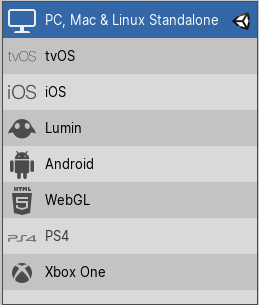 PC, Mac & Linux Standalone
tvOS tvOS
iOS iOS
Lumin
Android
HTML 5 WebGL
PS4 PS4
Xbox One